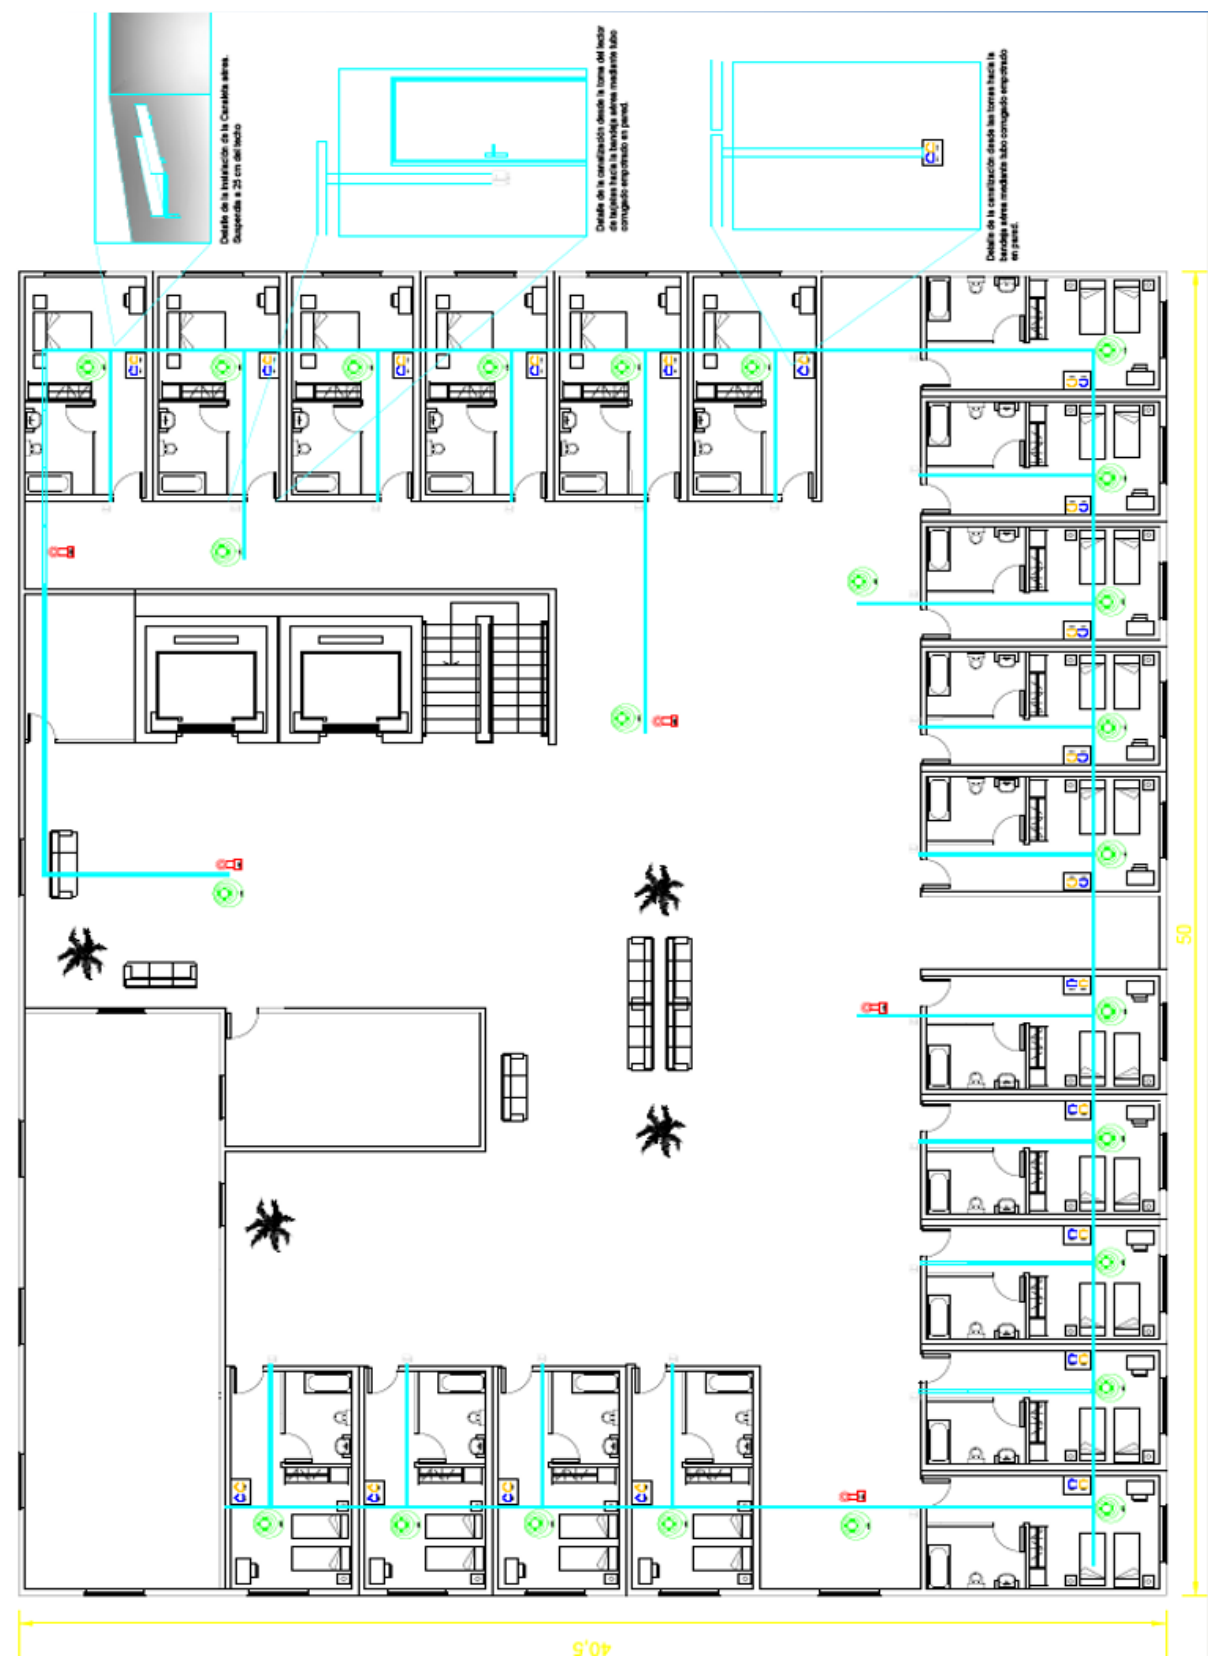 Detalle de la instalación de la Canaleta aérea.
Suspendia a 25 cm del techo
Detalle de la canalización desde la toma del lector
de tarjetas hacia la bandeja aérea mediante tubo
corrugado empotrado en pared.
Detalle de la canalización desde las tomas hacia la
bandeja aérea mediante tubo corrugado empotrado
en pared.
50
40,5